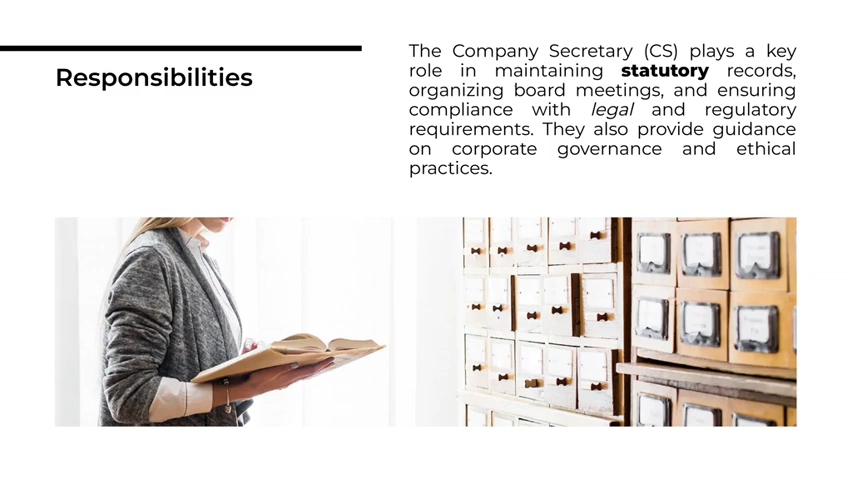 Responsibilities
The Company Secretary (CS) plays a key
role in maintaining statutory records,
organizing board meetings, and ensuring
compliance with legal and regulatory
requirements. They also provide guidance
on corporate governance and ethical
practices.